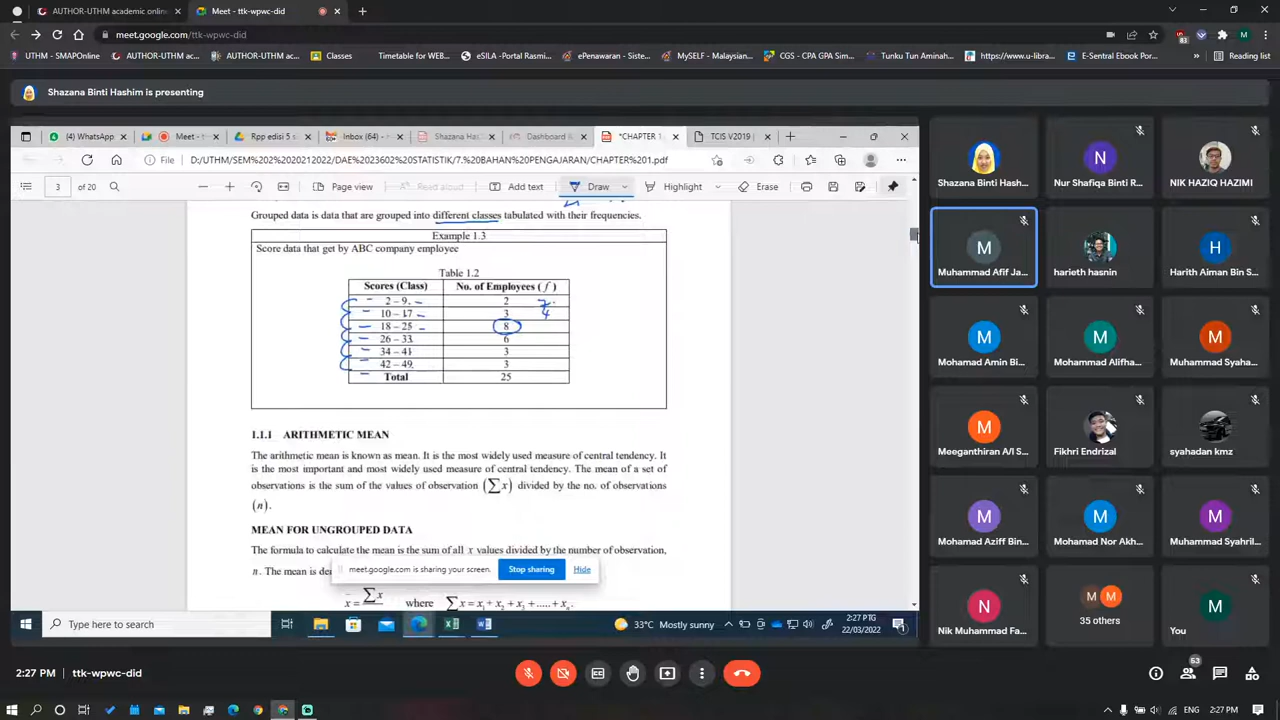 AUTHOR-UTHM academic online
Meet - ttk-wpwc-did
meet.google.com/ttk-wpwc-did
UTHM - SMAPOnline
AUTHOR-UTHM ac...
AUTHOR-UTHM academ...
Classes
Timetable for WEB...
eSILA -Portal Rasmi...
ePenawaran - Siste...
MySELF - Malaysian...
CGS - CPA GPA Sim...
Tunku Tun Aminah...
https://www.u-libra...
E-Sentral Ebook Por...
Reading list
Shazana Binti Hashim is presenting
(4) WhatsApp
Meet -
Rpp edisi 5 s
Inbox (64) - r
Shazana Has
Dashboard R
*CHAPTER 1
TCIS V2019 (
File
D:/UTHM/SEM%202%2020212022/DAE%2023602%20STATISTIK/7.%20BAHAN%20PENGAJARAN/CHAPTER%201.pdf
3 of 20
Page view
Read aloud
Add text
Draw
Highlight
Erase
Grouped data is data that are grouped into different classes tabulated with their frequencies.
Example 1.3
Score data that get by ABC company employee
Table 1.2
Scores (Class) No. of Employees (f)
2 – 9 2
10 – 17 3
18 – 25 8
26 – 33 6
34 – 41 3
42 – 49 3
Total 25
1.1.1 ARITHMETIC MEAN
The arithmetic mean is known as mean. It is the most widely used measure of central tendency. It
is the most important and most widely used measure of central tendency. The mean of a set of
observations is the sum of the values of observation (∑x) divided by the no. of observations
(n).
MEAN FOR UNGROUPED DATA
The formula to calculate the mean is the sum of all x values divided by the number of observation,
n. The mean is de
meet.google.com is sharing your screen.
Stop sharing
Hide
x = ∑x where ∑x = x1 + x2 + x3 + ..... + xn.
Type here to search
33°C Mostly sunny
2:27 PTG
22/03/2022
Shazana Binti Hash...
N
Nur Shafiqa Binti R...
NIK HAZIQ HAZIMI
M
Muhammad Afif Ja...
harieth hasnin
H
Harith Aiman Bin S...
M
Mohamad Amin Bi...
M
Mohammad Alifha...
M
Muhammad Syaha...
M
Meeganthiran A/l S...
Fikhri Endrizal
syahadan kmz
M
Mohamad Aziff Bin...
M
Mohamad Nor Akh...
M
Muhammad Syahril...
N
Nik Muhammad Fa...
M M
35 others
M
You
2:27 PM
ttk-wpwc-did
63
ENG
2:27 PM